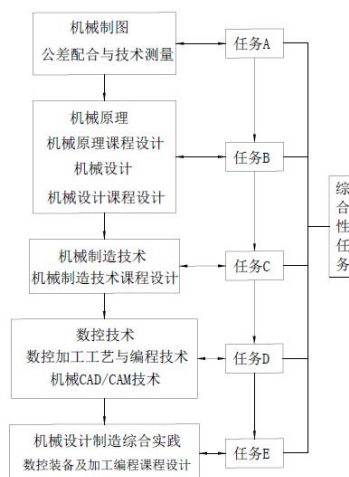 机械制图
公差配合与技术测量
任务A
机械原理
机械原理课程设计
机械设计
机械设计课程设计
任务B
机械制造技术
机械制造技术课程设计
任务C
数控技术
数控加工工艺与编程技术
机械CAD/CAM技术
任务D
机械设计制造综合实践
数控装备及加工编程课程设计
任务E
综合性任务